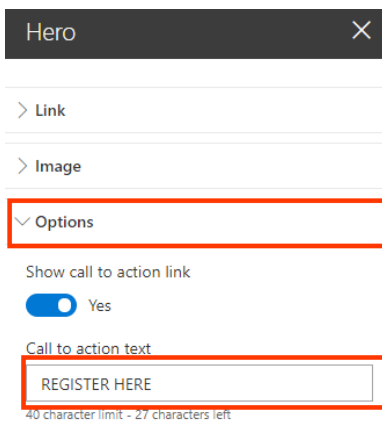 Hero
Link
Image
Options
Show call to action link
Yes
Call to action text
REGISTER HERE
40 character limit - 27 characters left